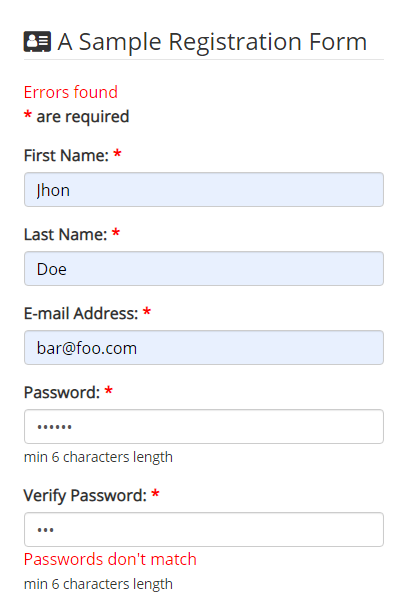 A Sample Registration Form
Errors found
* are required
First Name: *
Jhon
Last Name: *
Doe
E-mail Address: *
bar@foo.com
Password: *
••••••
min 6 characters length
Verify Password: *
•••
Passwords don't match
min 6 characters length